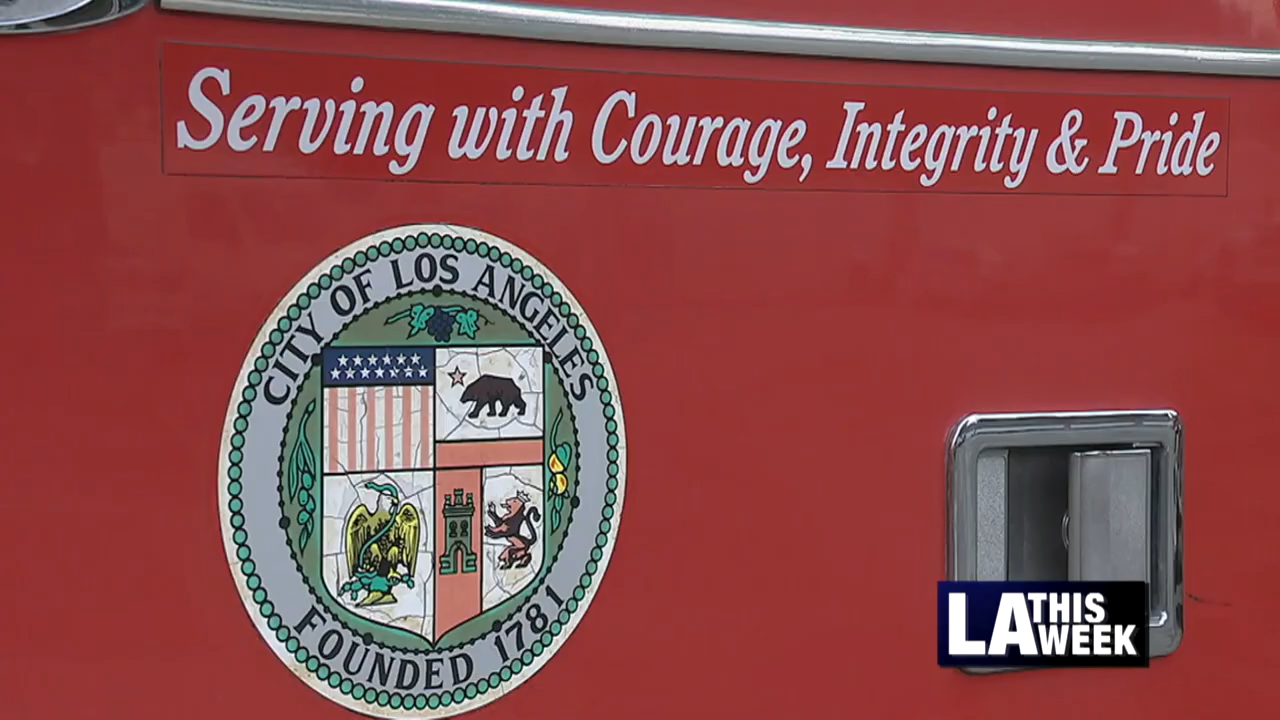 Serving with Courage, Integrity & Pride
CITY OF LOS ANGELES
FOUNDED 1781
LA THIS
WEEK